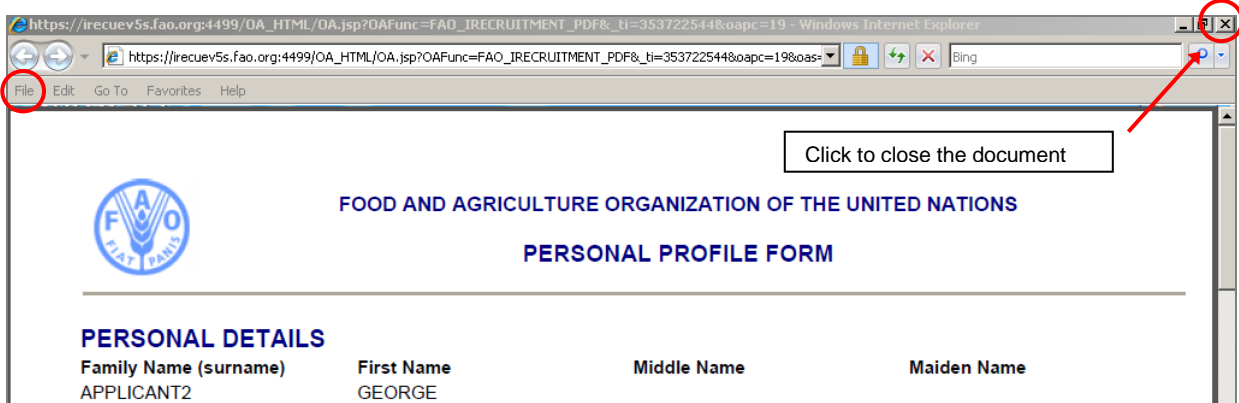 https://irecuev5s.fao.org:4499/OA_HTML/OA.jsp?OAFunc=FAO_IRECRUITMENT_PDF&_ti=353722544&oapc=19 - Windows Internet Explorer
https://irecuev5s.fao.org:4499/OA_HTML/OA.jsp?OAFunc=FAO_IRECRUITMENT_PDF&_ti=353722544&oapc=19&oas= Bing
File Edit Go To Favorites Help
Click to close the document
FAO
FIAT PANIS
FOOD AND AGRICULTURE ORGANIZATION OF THE UNITED NATIONS
PERSONAL PROFILE FORM
PERSONAL DETAILS
Family Name (surname) First Name Middle Name Maiden Name
APPLICANT2 GEORGE